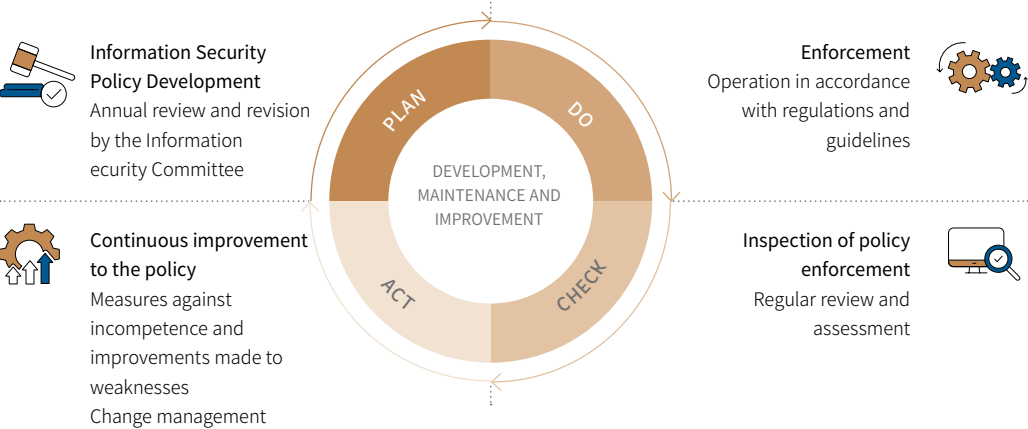 Information Security
Policy Development
Annual review and revision
by the Information
ecurity Committee
PLAN
DO
Enforcement
Operation in accordance
with regulations and
guidelines
DEVELOPMENT,
MAINTENANCE AND
IMPROVEMENT
Continuous improvement
to the policy
Measures against
incompetence and
improvements made to
weaknesses
Change management
ACT
CHECK
Inspection of policy
enforcement
Regular review and
assessment